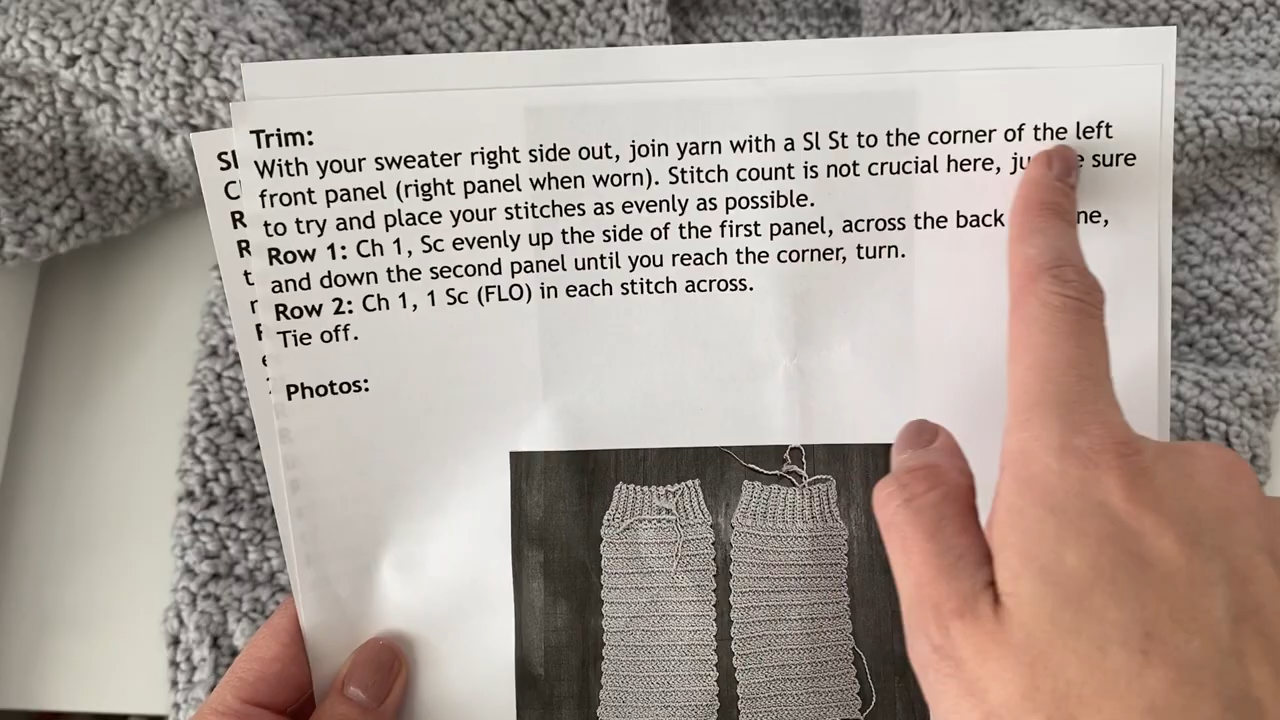 Trim:
With your sweater right side out, join yarn with a Sl St to the corner of the left
front panel (right panel when worn). Stitch count is not crucial here, sure
to try and place your stitches as evenly as possible.
Row 1: Ch 1, Sc evenly up the side of the first panel, across the back
and down the second panel until you reach the corner, turn.
Row 2: Ch 1, 1 Sc (FLO) in each stitch across.
Tie off.
Photos: